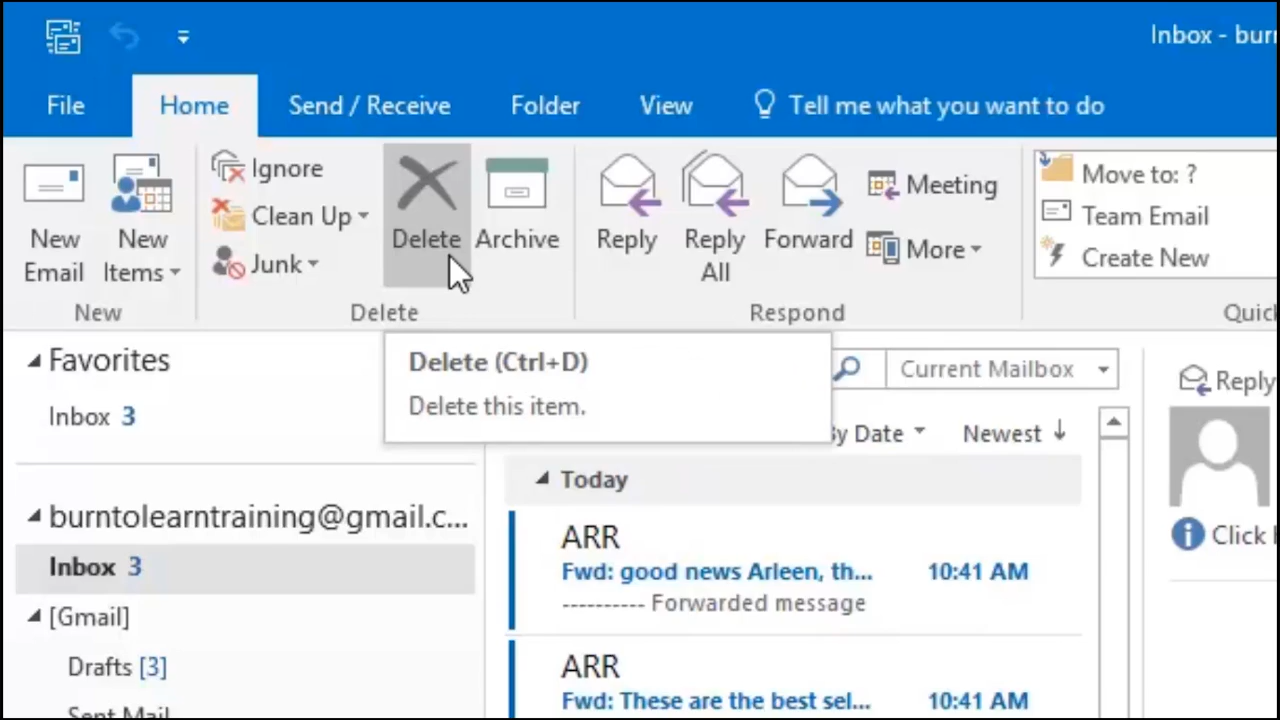 Inbox - burn
File Home Send / Receive Folder View Tell me what you want to do
New Email
New Items
Ignore
Clean Up
Junk
Delete
Archive
Reply
Reply All
Forward
Meeting
More
Move to: ?
Team Email
Create New
New Delete Respond Quic
Delete (Ctrl+D)
Delete this item.
Favorites
Inbox 3
burntolearntraining@gmail.c...
Inbox 3
[Gmail]
Drafts [3]
Sent Mail
Current Mailbox
By Date Newest
Today
ARR
Fwd: good news Arleen, th... 10:41 AM
---------- Forwarded message
ARR
Fwd: These are the best sel... 10:41 AM
Reply
Click